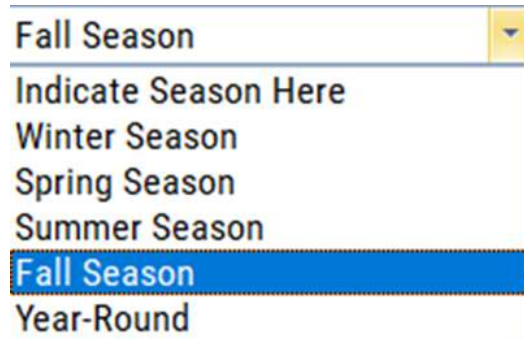 Fall Season
Indicate Season Here
Winter Season
Spring Season
Summer Season
Fall Season
Year-Round